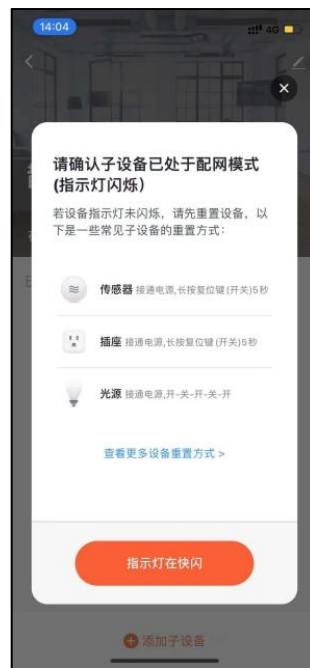 14:04
4G
请确认子设备已处于配网模式
(指示灯闪烁)
若设备指示灯未闪烁，请先重置设备，以
下是一些常见子设备的重置方式：
传感器 接通电源,长按复位键(开关)5秒
插座 接通电源,长按复位键(开关)5秒
光源 接通电源,开-关-开-关-开
查看更多设备重置方式 >
指示灯在快闪
添加子设备